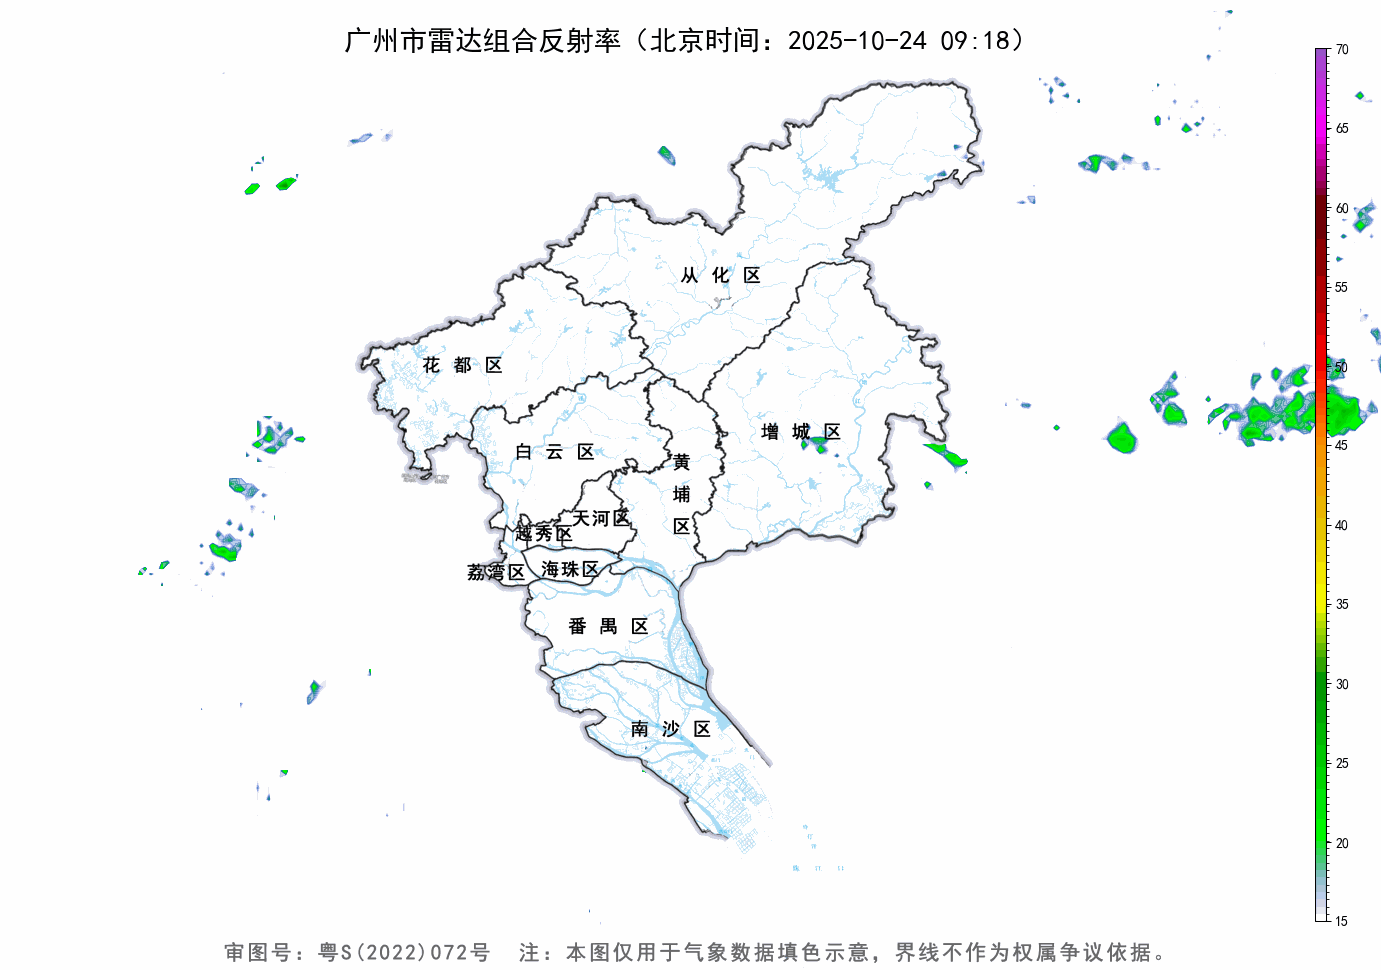 广州市雷达组合反射率（北京时间：2025-10-24 09:18）
70
65
60
55
50
45
40
35
30
25
20
15
从化区
花都区
增城区
白云区
黄埔区
天河区
越秀区
荔湾区
海珠区
番禺区
南沙区
审图号：粤S(2022)072号 注：本图仅用于气象数据填色示意，界线不作为权属争议依据。